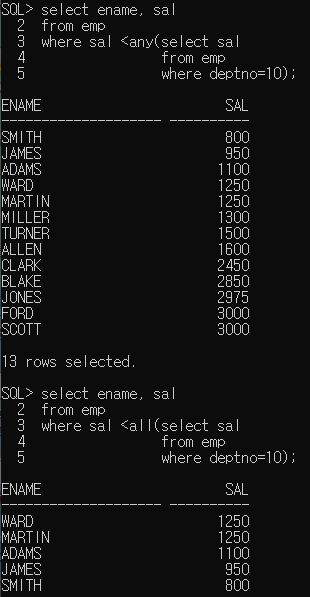 SQL> select ename, sal
  2  from emp
  3  where sal <any(select sal
  4                 from emp
  5                 where deptno=10);
ENAME                       SAL
-------------------- ----------
SMITH                       800
JAMES                       950
ADAMS                      1100
WARD                       1250
MARTIN                     1250
MILLER                     1300
TURNER                     1500
ALLEN                      1600
CLARK                      2450
BLAKE                      2850
JONES                      2975
FORD                       3000
SCOTT                      3000
13 rows selected.
SQL> select ename, sal
  2  from emp
  3  where sal <all(select sal
  4                 from emp
  5                 where deptno=10);
ENAME                       SAL
-------------------- ----------
WARD                       1250
MARTIN                     1250
ADAMS                      1100
JAMES                       950
SMITH                       800